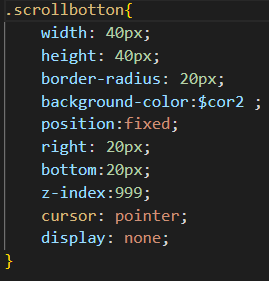 .scrollbotton{
    width: 40px;
    height: 40px;
    border-radius: 20px;
    background-color:$cor2 ;
    position:fixed;
    right: 20px;
    bottom:20px;
    z-index:999;
    cursor: pointer;
    display: none;
}